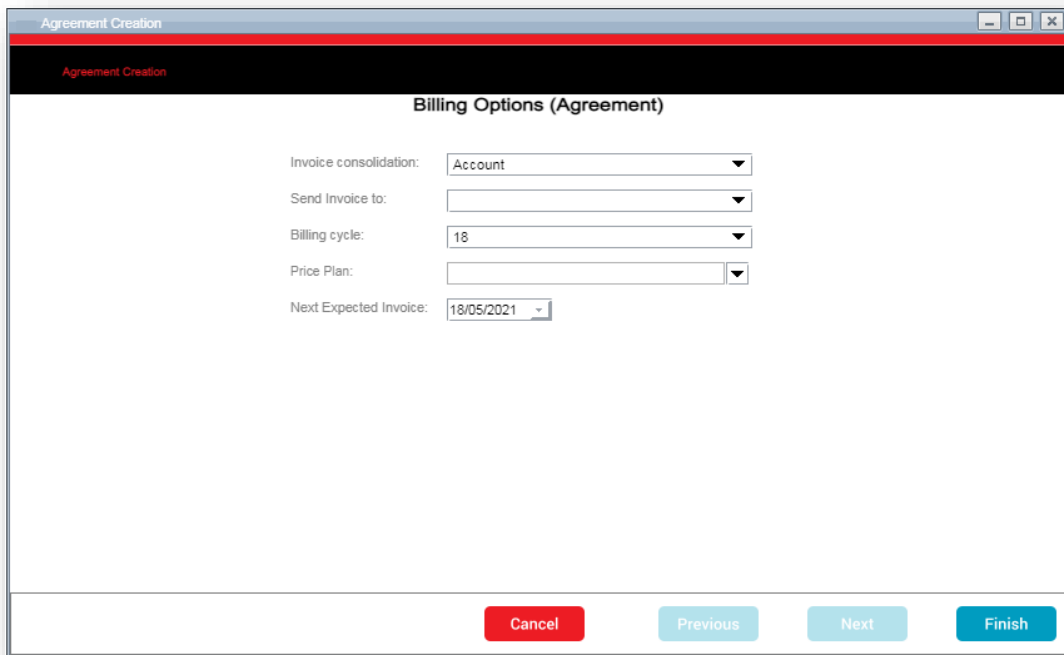 Agreement Creation
Agreement Creation
Billing Options (Agreement)
Invoice consolidation: Account
Send Invoice to:
Billing cycle: 18
Price Plan:
Next Expected Invoice: 18/05/2021
Cancel Previous Next Finish